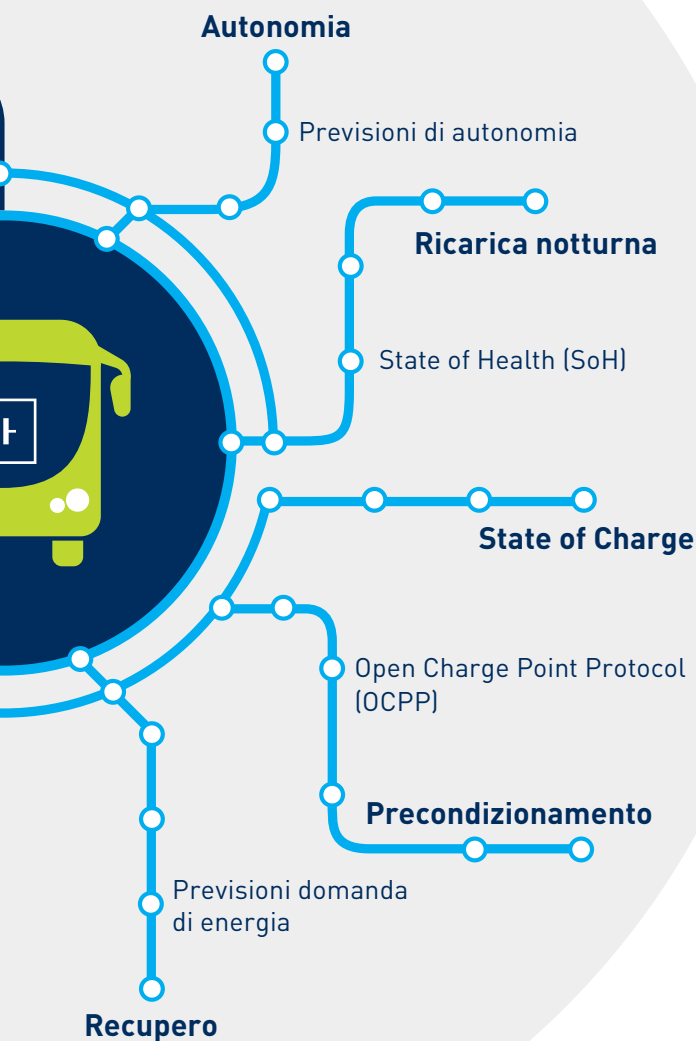 Autonomia
Previsioni di autonomia
Ricarica notturna
State of Health (SoH)
State of Charge
Open Charge Point Protocol
(OCPP)
Precondizionamento
Previsioni domanda
di energia
Recupero